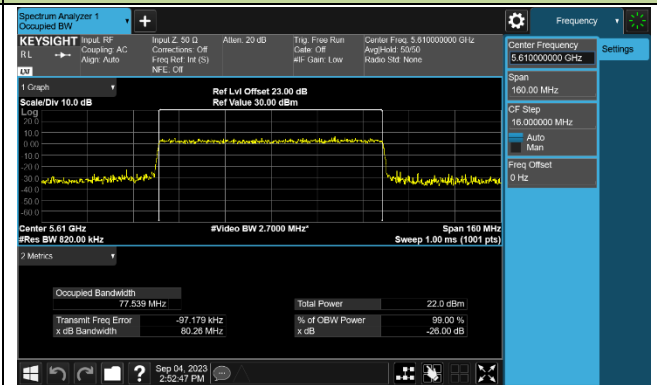 Spectrum Analyzer 1
Occupied BW
+
Frequency
KEYSIGHT
RL
LXI
Input: RF
Coupling: AC
Align: Auto
Input Z: 50 Ω
Corrections: Off
Freq Ref: Int (S)
NFE: Off
Atten: 20 dB
Trig: Free Run
Gate: Off
#IF Gain: Low
Center Freq: 5.610000000 GHz
Avg|Hold: 50/50
Radio Std: None
Center Frequency
5.610000000 GHz
Settings
Span
160.00 MHz
CF Step
16.000000 MHz
Auto
Man
Freq Offset
0 Hz
1 Graph
Scale/Div 10.0 dB
Ref Lvl Offset 23.00 dB
Ref Value 30.00 dBm
Log
20.0
10.0
0.00
-10.0
-20.0
-30.0
-40.0
-50.0
-60.0
Center 5.61 GHz
#Video BW 2.7000 MHz*
Span 160 MHz
#Res BW 820.00 kHz
Sweep 1.00 ms (1001 pts)
2 Metrics
Occupied Bandwidth
77.539 MHz
Total Power 22.0 dBm
Transmit Freq Error -97.179 kHz
% of OBW Power 99.00 %
x dB Bandwidth 80.26 MHz
x dB -26.00 dB
?
Sep 04, 2023
2:52:47 PM